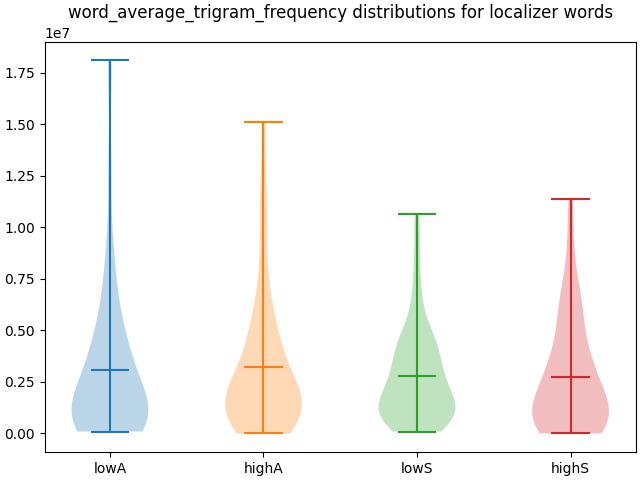 word_average_trigram_frequency distributions for localizer words
1e7
1.75
1.50
1.25
1.00
0.75
0.50
0.25
0.00
lowA highA lowS highS